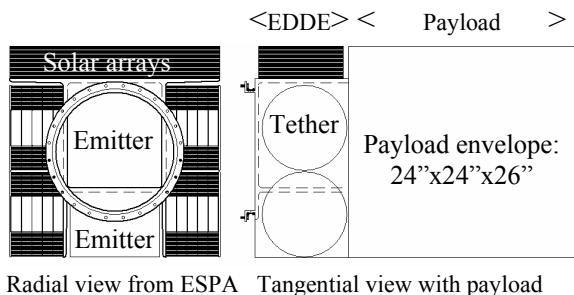 <EDDE> < Payload >
Solar arrays
Emitter
Emitter
Tether
Payload envelope:
24”x24”x26”
Radial view from ESPA
Tangential view with payload